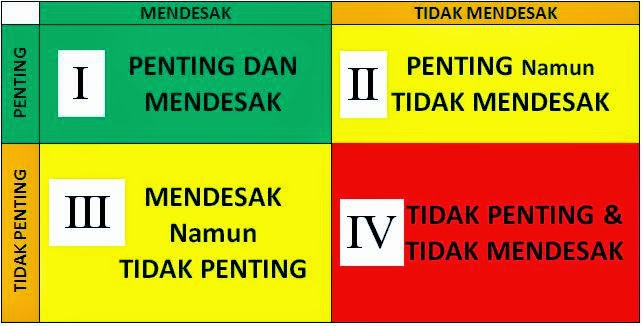 MENDESAK
TIDAK MENDESAK
PENTING
I
PENTING DAN
MENDESAK
II
PENTING Namun
TIDAK MENDESAK
TIDAK PENTING
III
MENDESAK
Namun
TIDAK PENTING
IV
TIDAK PENTING &
TIDAK MENDESAK